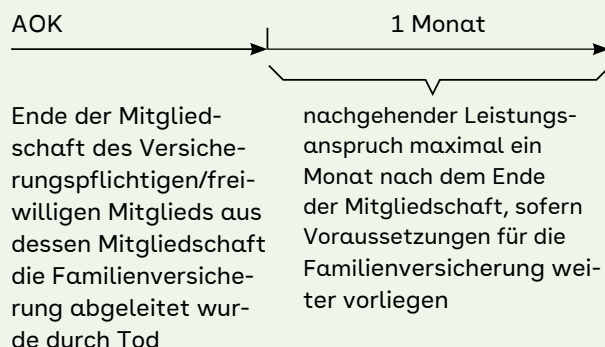 AOK
1 Monat
Ende der Mitglied-
schaft des Versiche-
rungspflichtigen/frei-
willigen Mitglieds aus
dessen Mitgliedschaft
die Familienversiche-
rung abgeleitet wur-
de durch Tod
nachgehender Leistungs-
anspruch maximal ein
Monat nach dem Ende
der Mitgliedschaft, sofern
Voraussetzungen für die
Familienversicherung wei-
ter vorliegen